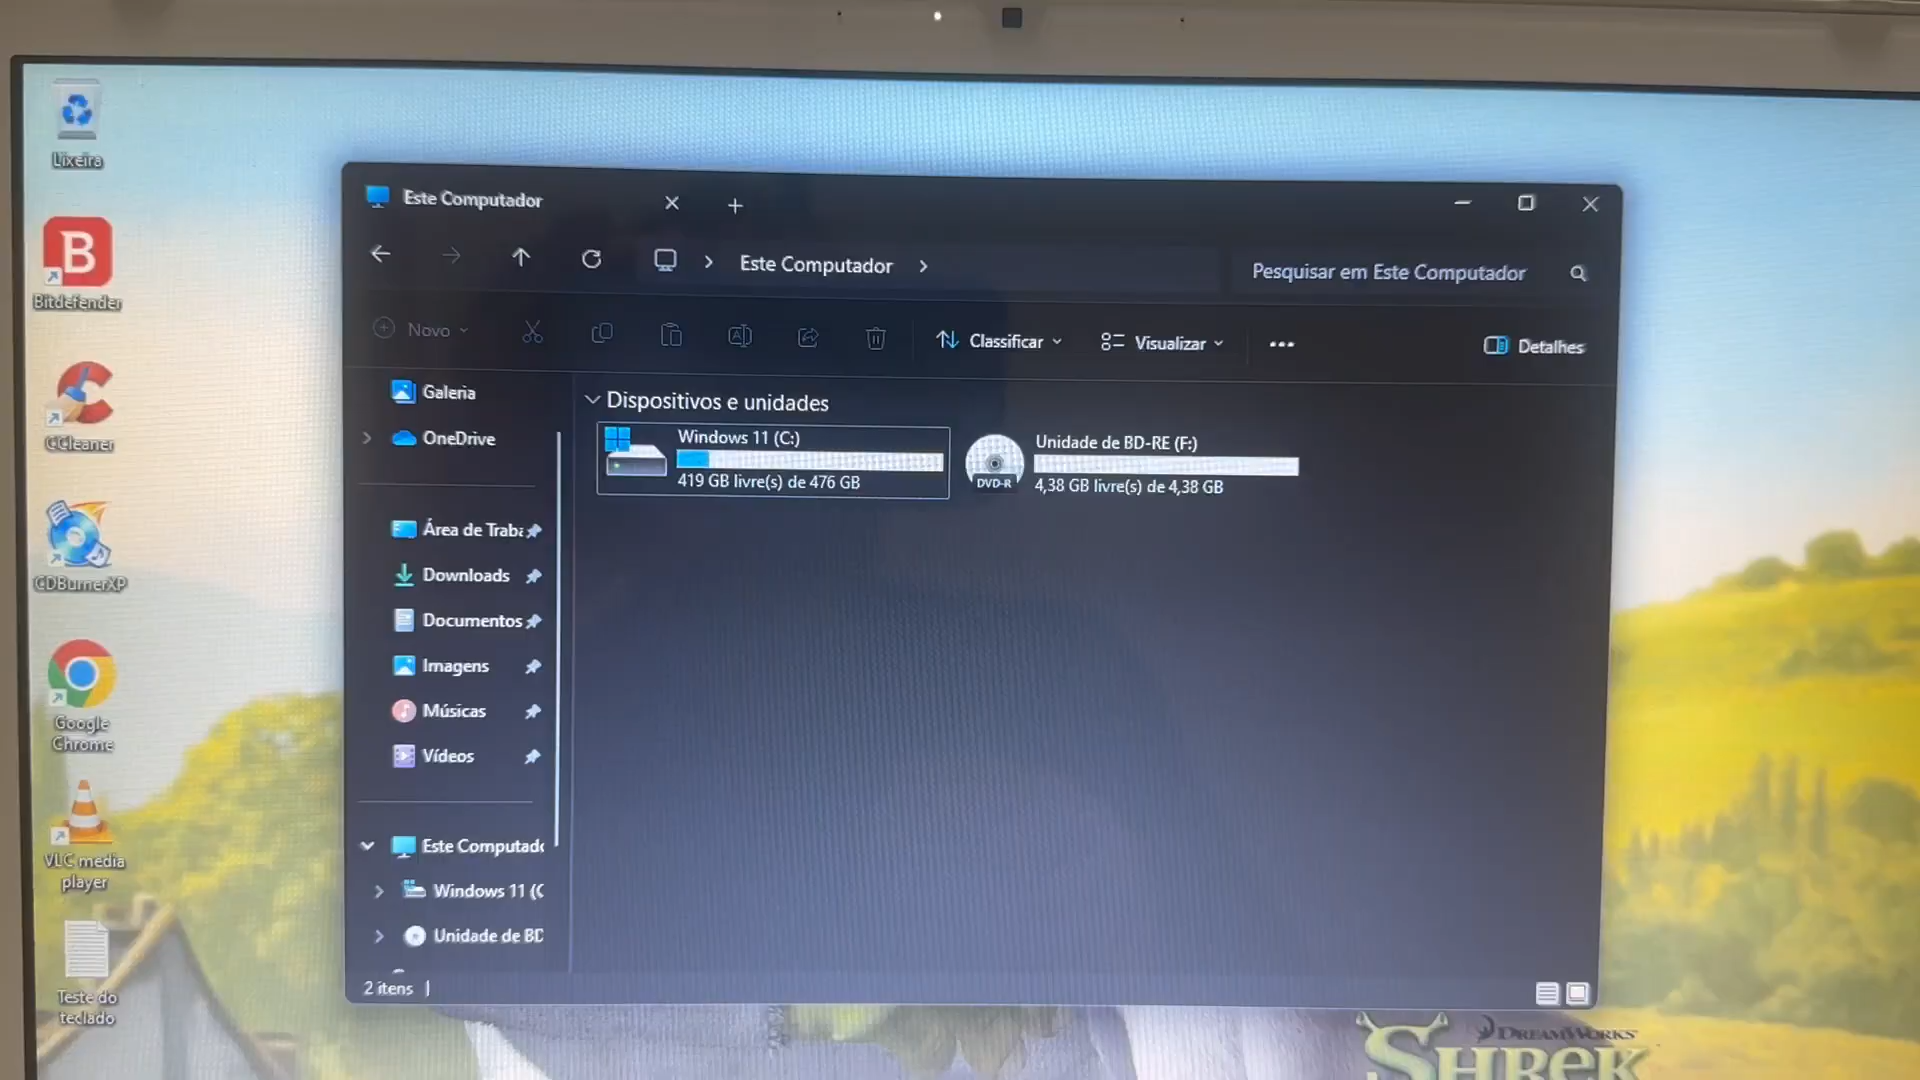 Lixeira
Bitdefender
CCleaner
CDBurnerXP
Google
Chrome
VLC media
player
Teste do
teclado
Este Computador
Este Computador
Pesquisar em Este Computador
Novo
Classificar
Visualizar
Detalhes
Galeria
OneDrive
Área de Traba
Downloads
Documentos
Imagens
Músicas
Vídeos
Este Computado
Windows 11 (C
Unidade de BD
Dispositivos e unidades
Windows 11 (C:)
419 GB livre(s) de 476 GB
DVD-R
Unidade de BD-RE (F:)
4,38 GB livre(s) de 4,38 GB
2 itens
DREAMWORKS
SHREK